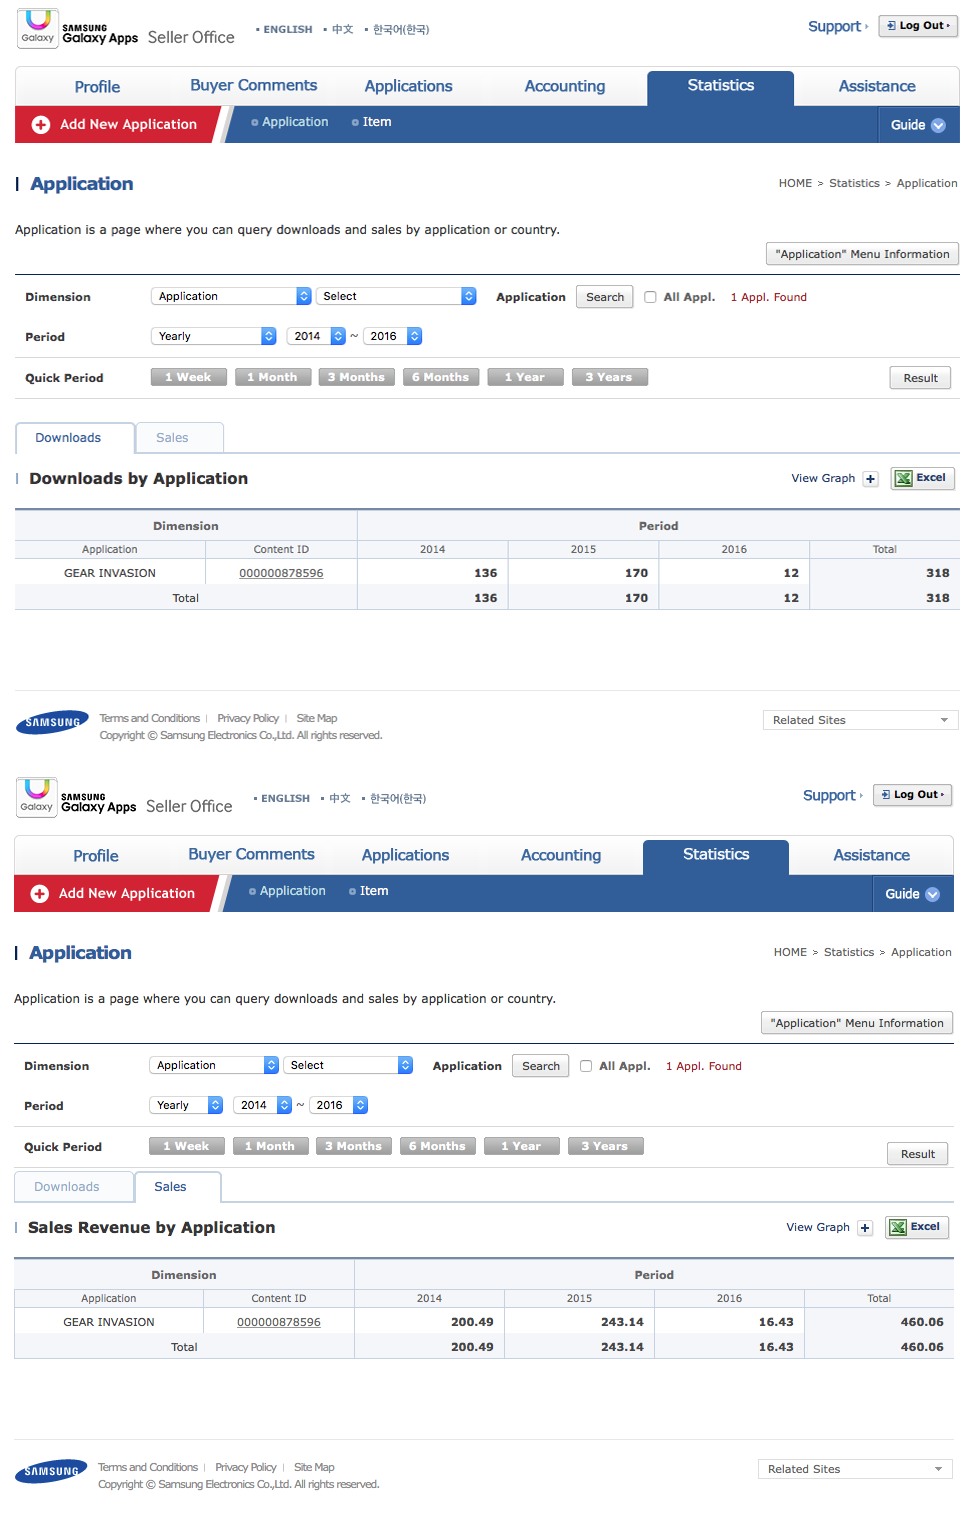 Galaxy SAMSUNG Galaxy Apps Seller Office ENGLISH 中文 한국어(한국) Support Log Out
Profile Buyer Comments Applications Accounting Statistics Assistance
Add New Application Application Item Guide
Application HOME > Statistics > Application
Application is a page where you can query downloads and sales by application or country.
"Application" Menu Information
Dimension Application Select Application Search All Appl. 1 Appl. Found
Period Yearly 2014 ~ 2016
Quick Period 1 Week 1 Month 3 Months 6 Months 1 Year 3 Years Result
Downloads Sales
Downloads by Application View Graph + Excel
Dimension Period
Application Content ID 2014 2015 2016 Total
GEAR INVASION 000000878596 136 170 12 318
Total 136 170 12 318
SAMSUNG Terms and Conditions | Privacy Policy | Site Map Related Sites
Copyright © Samsung Electronics Co.,Ltd. All rights reserved.
Galaxy SAMSUNG Galaxy Apps Seller Office ENGLISH 中文 한국어(한국) Support Log Out
Profile Buyer Comments Applications Accounting Statistics Assistance
Add New Application Application Item Guide
Application HOME > Statistics > Application
Application is a page where you can query downloads and sales by application or country.
"Application" Menu Information
Dimension Application Select Application Search All Appl. 1 Appl. Found
Period Yearly 2014 ~ 2016
Quick Period 1 Week 1 Month 3 Months 6 Months 1 Year 3 Years Result
Downloads Sales
Sales Revenue by Application View Graph + Excel
Dimension Period
Application Content ID 2014 2015 2016 Total
GEAR INVASION 000000878596 200.49 243.14 16.43 460.06
Total 200.49 243.14 16.43 460.06
SAMSUNG Terms and Conditions | Privacy Policy | Site Map Related Sites
Copyright © Samsung Electronics Co.,Ltd. All rights reserved.